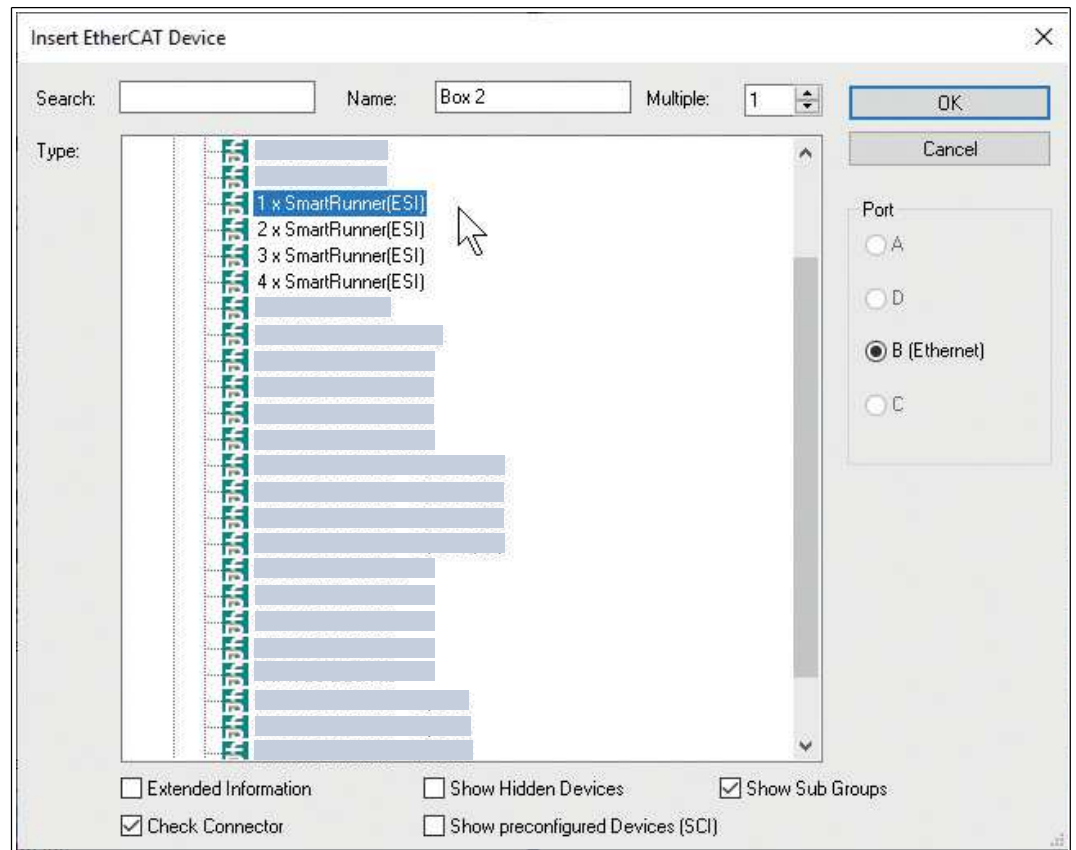 Insert EtherCAT Device
Search:
Name: Box 2
Multiple: 1
OK
Type:
Cancel
1 x SmartRunner(ESI)
2 x SmartRunner(ESI)
3 x SmartRunner(ESI)
4 x SmartRunner(ESI)
Port
A
D
B (Ethernet)
C
Extended Information
Show Hidden Devices
Show Sub Groups
Check Connector
Show preconfigured Devices (SCI)